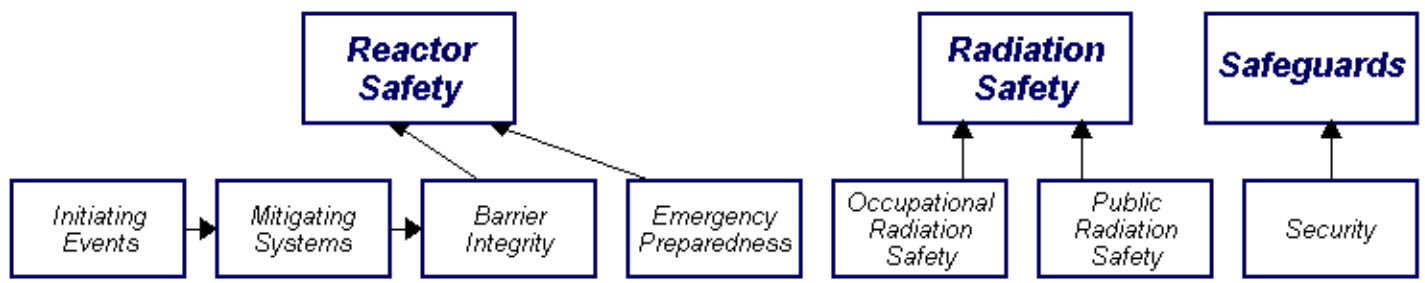 Reactor
Safety
Radiation
Safety
Safeguards
Initiating
Events
Mitigating
Systems
Barrier
Integrity
Emergency
Preparedness
Occupational
Radiation
Safety
Public
Radiation
Safety
Security